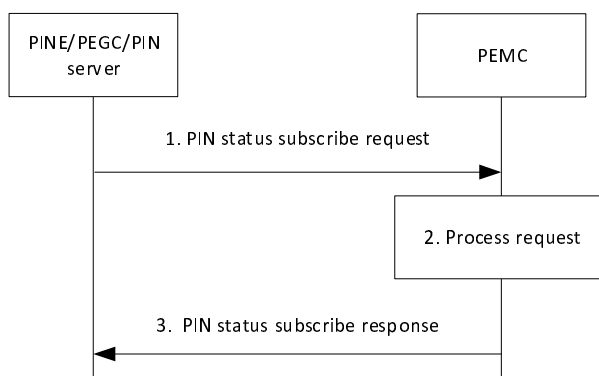 PINE/PEGC/PIN
server
PEMC
1. PIN status subscribe request
2. Process request
3. PIN status subscribe response